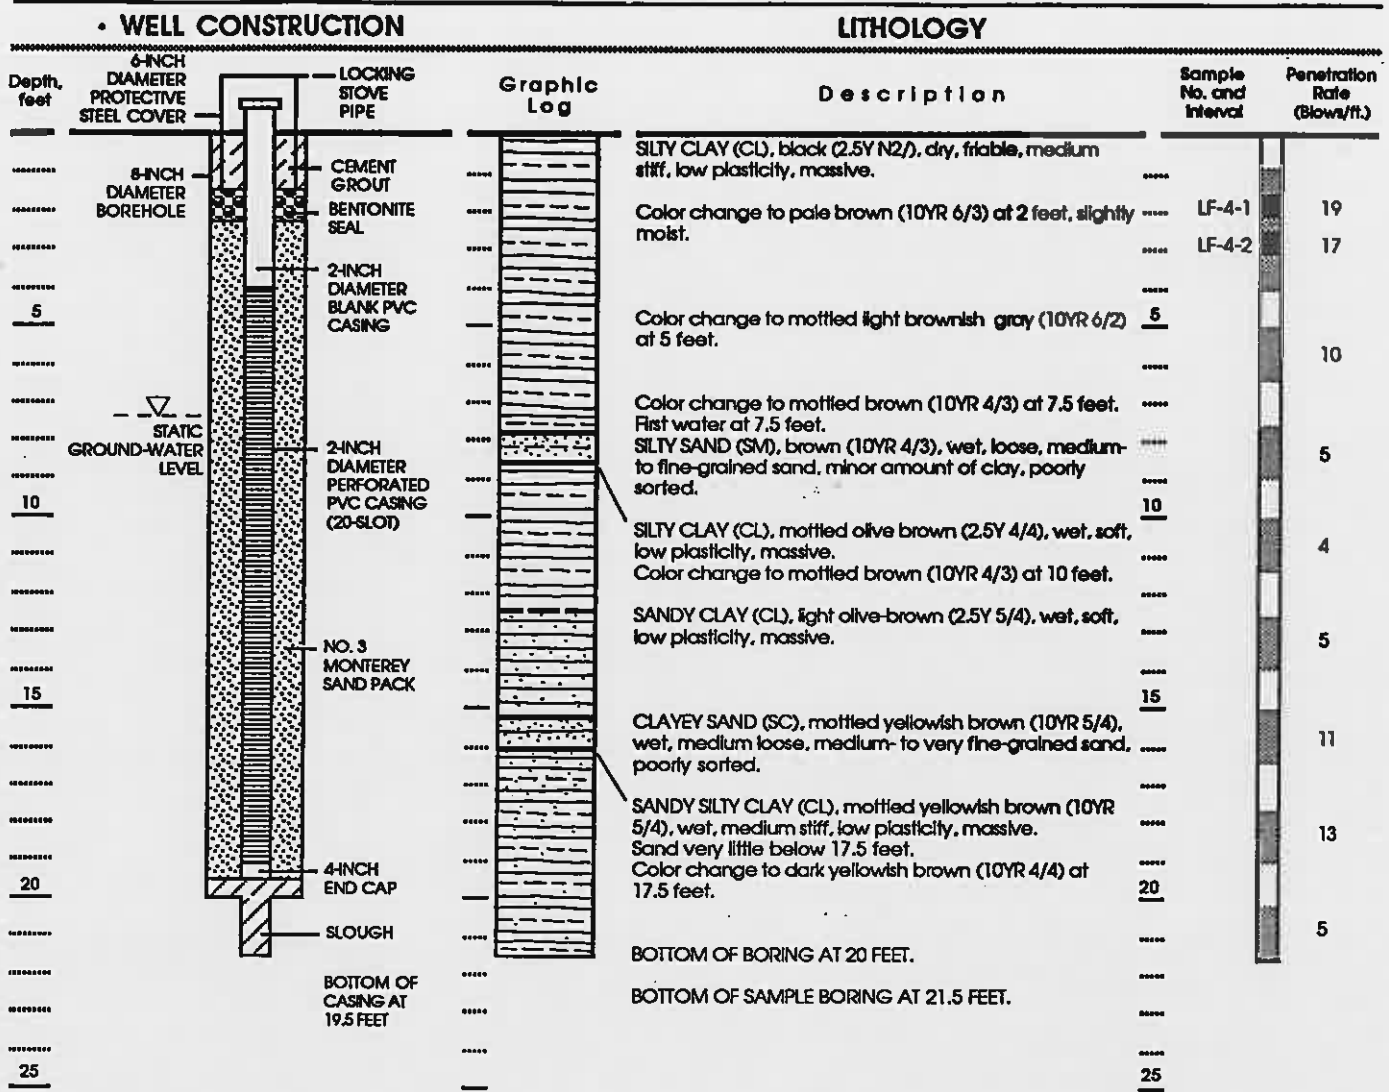 • WELL CONSTRUCTION
LITHOLOGY
Depth,
feet
6-INCH
DIAMETER
PROTECTIVE
STEEL COVER
LOCKING
STOVE
PIPE
8-INCH
DIAMETER
BOREHOLE
CEMENT
GROUT
BENTONITE
SEAL
2-INCH
DIAMETER
BLANK PVC
CASING
5
STATIC
GROUND-WATER
LEVEL
2-INCH
DIAMETER
PERFORATED
PVC CASING
(20-SLOT)
10
NO. 3
MONTEREY
SAND PACK
15
4-INCH
END CAP
20
SLOUGH
BOTTOM OF
CASING AT
19.5 FEET
25
Graphic
Log
Description
SILTY CLAY (CL), black (2.5Y N2/), dry, friable, medium
stiff, low plasticity, massive.
Color change to pale brown (10YR 6/3) at 2 feet, slightly
moist.
Color change to mottled light brownish gray (10YR 6/2)
at 5 feet.
Color change to mottled brown (10YR 4/3) at 7.5 feet.
First water at 7.5 feet.
SILTY SAND (SM), brown (10YR 4/3), wet, loose, medium-
to fine-grained sand, minor amount of clay, poorly
sorted.
SILTY CLAY (CL), mottled olive brown (2.5Y 4/4), wet, soft,
low plasticity, massive.
Color change to mottled brown (10YR 4/3) at 10 feet.
SANDY CLAY (CL), light olive-brown (2.5Y 5/4), wet, soft,
low plasticity, massive.
CLAYEY SAND (SC), mottled yellowish brown (10YR 5/4),
wet, medium loose, medium- to very fine-grained sand,
poorly sorted.
SANDY SILTY CLAY (CL), mottled yellowish brown (10YR
5/4), wet, medium stiff, low plasticity, massive.
Sand very little below 17.5 feet.
Color change to dark yellowish brown (10YR 4/4) at
17.5 feet.
BOTTOM OF BORING AT 20 FEET.
BOTTOM OF SAMPLE BORING AT 21.5 FEET.
5
10
15
20
25
Sample
No. and
Interval
LF-4-1
LF-4-2
Penetration
Rate
(Blows/ft.)
19
17
10
5
4
5
11
13
5